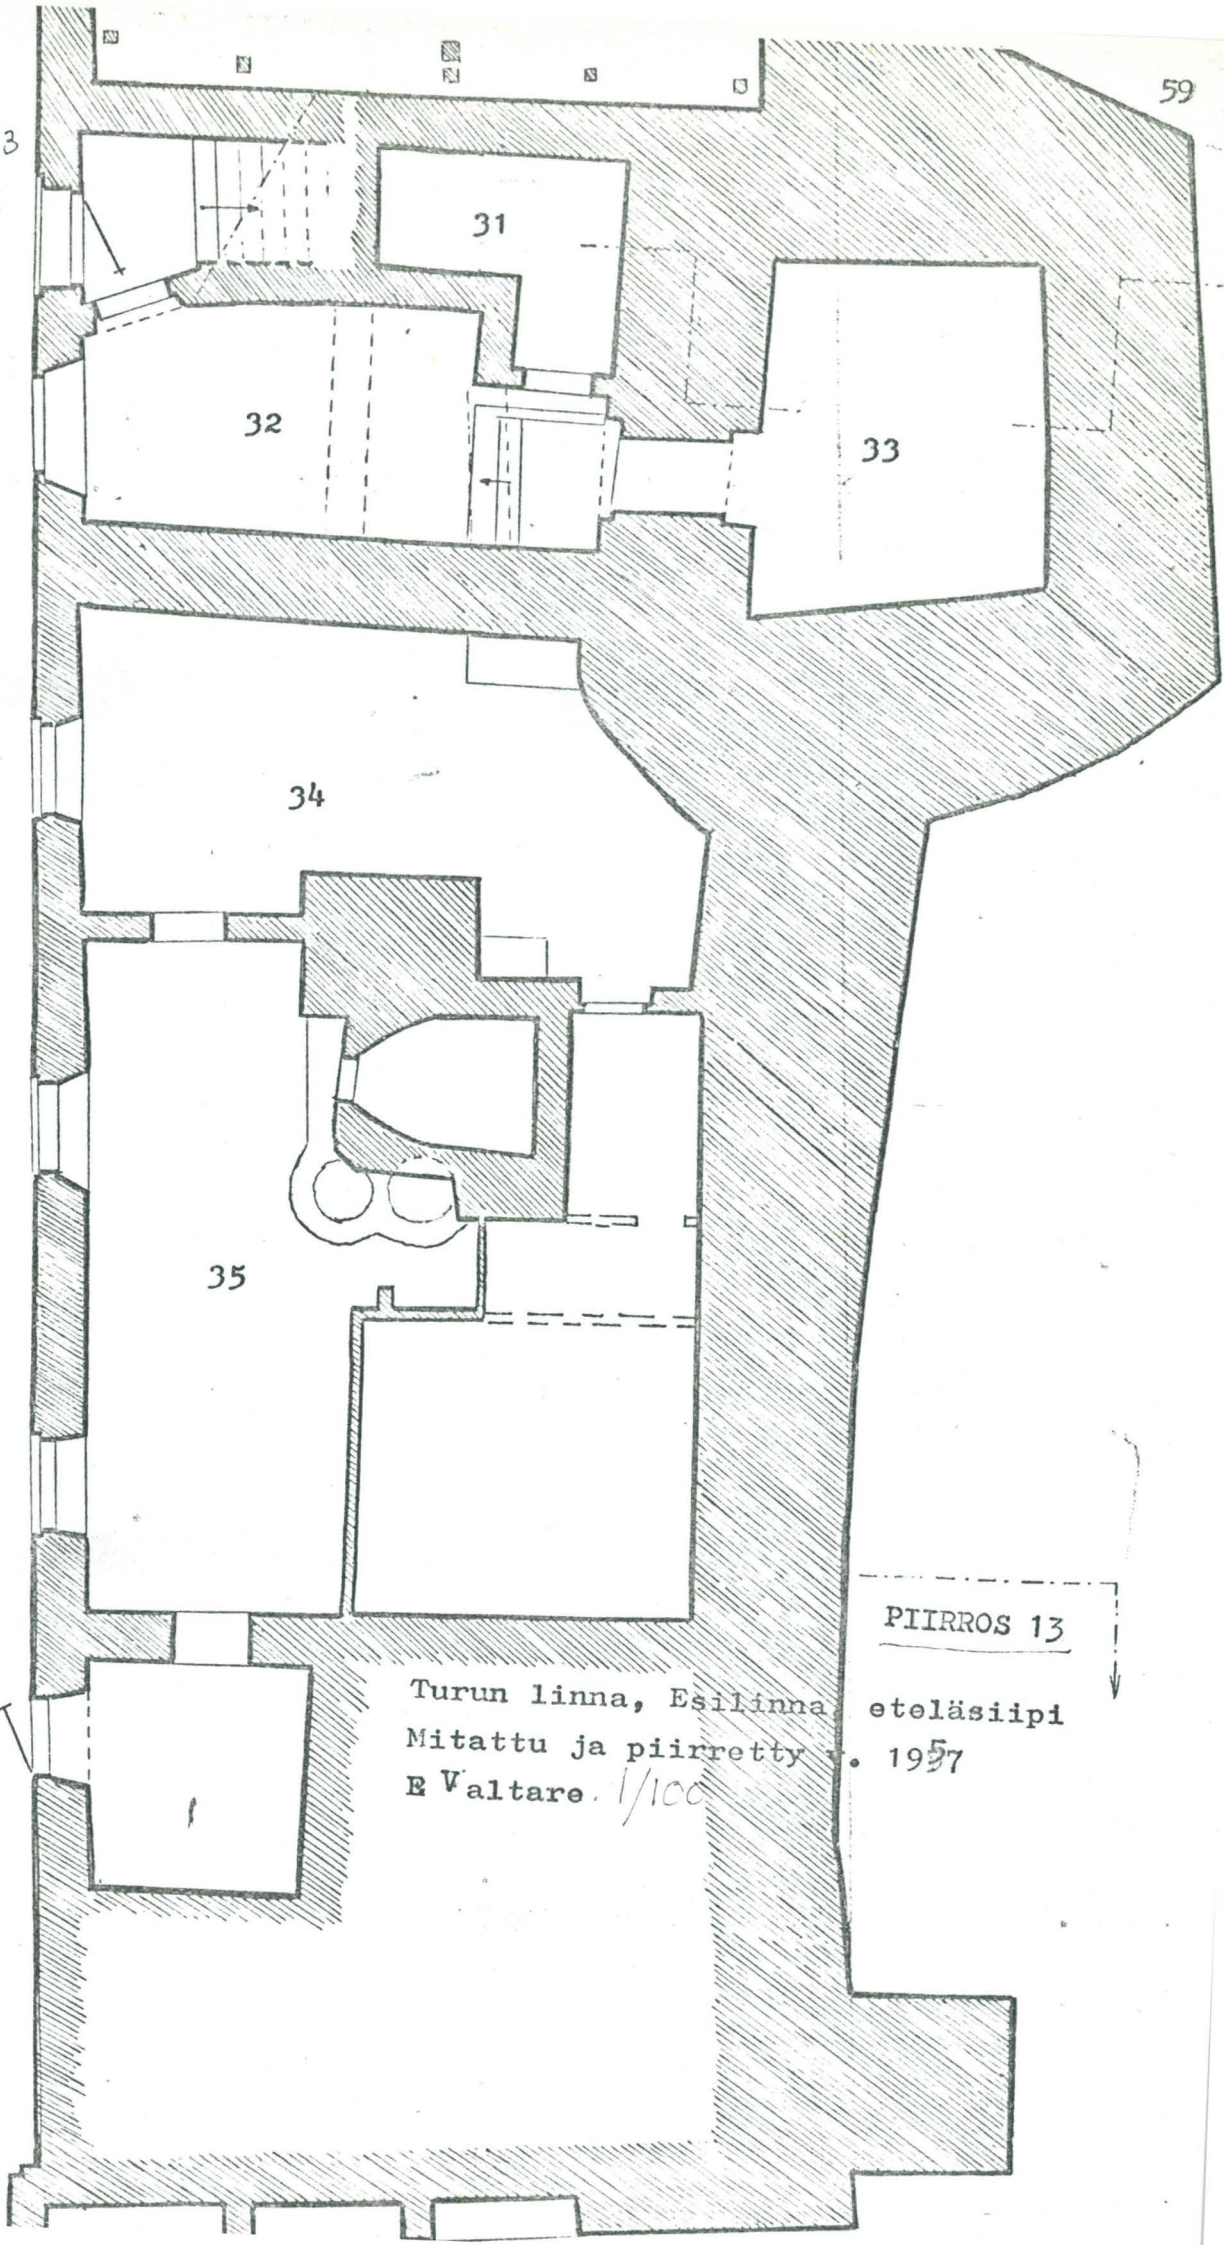 59
3
31
32
33
34
35
PIIRROS 13
Turun linna, Esilinna, eteläsiipi
Mitattu ja piirretty v. 1957
E Valtare. 1/100
1